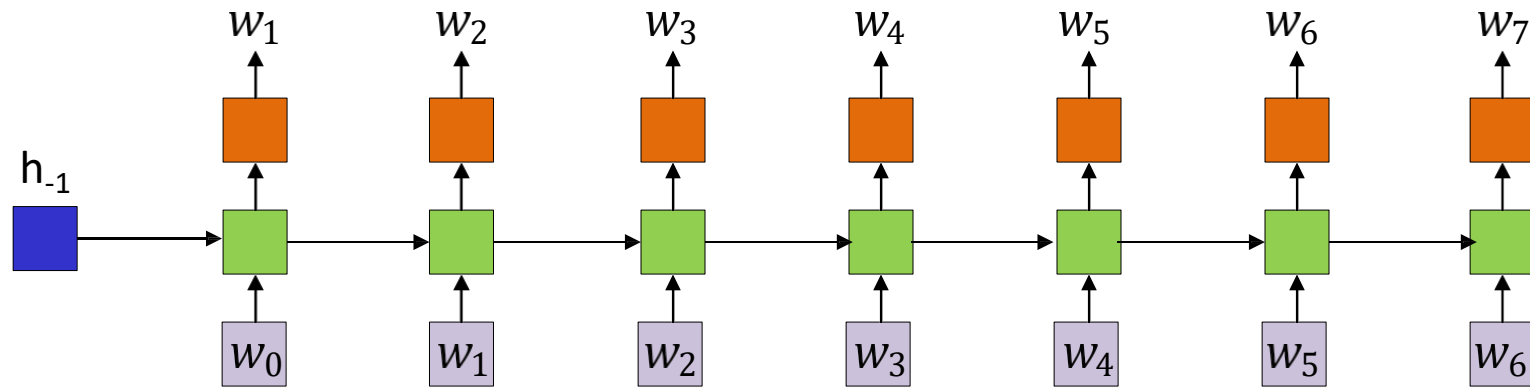 w₁ w₂ w₃ w₄ w₅ w₆ w₇
h₋₁
w₀ w₁ w₂ w₃ w₄ w₅ w₆